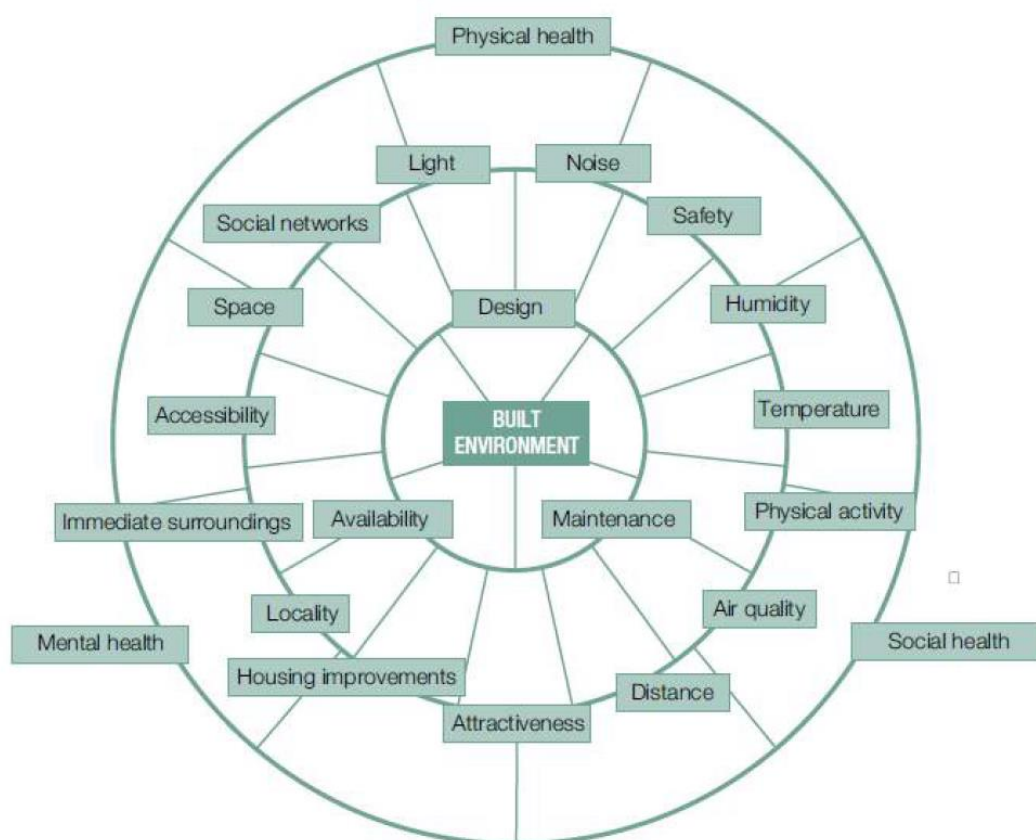 Physical health
Light
Noise
Social networks
Safety
Space
Design
Humidity
Accessibility
BUILT
ENVIRONMENT
Temperature
Immediate surroundings
Availability
Maintenance
Physical activity
Locality
Air quality
Mental health
Social health
Housing improvements
Distance
Attractiveness